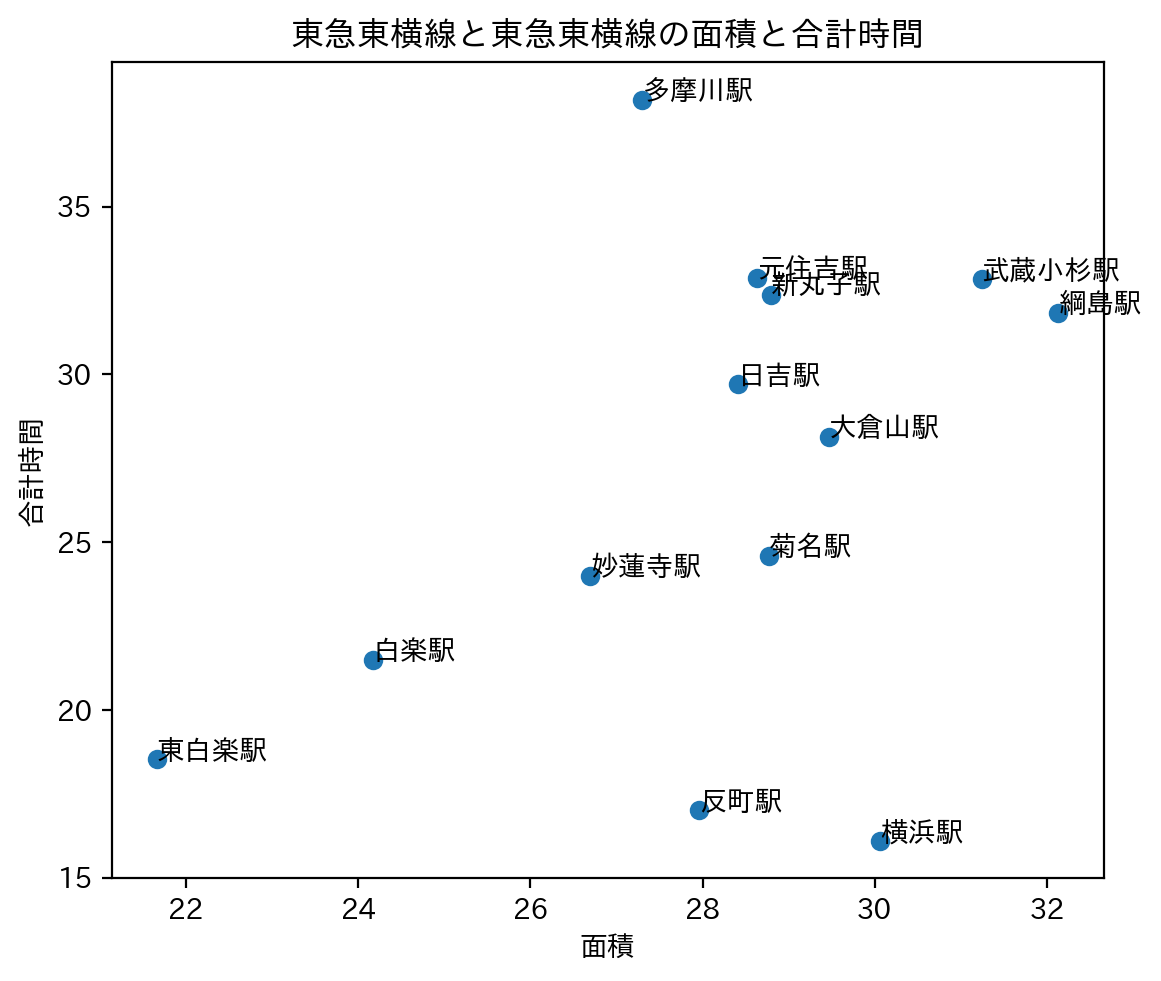 東急東横線と東急東横線の面積と合計時間
多摩川駅
35
元住吉駅
武蔵小杉駅
新丸子駅
綱島駅
30
日吉駅
大倉山駅
合計時間
25
菊名駅
妙蓮寺駅
白楽駅
20
東白楽駅
反町駅
横浜駅
15
22 24 26 28 30 32
面積